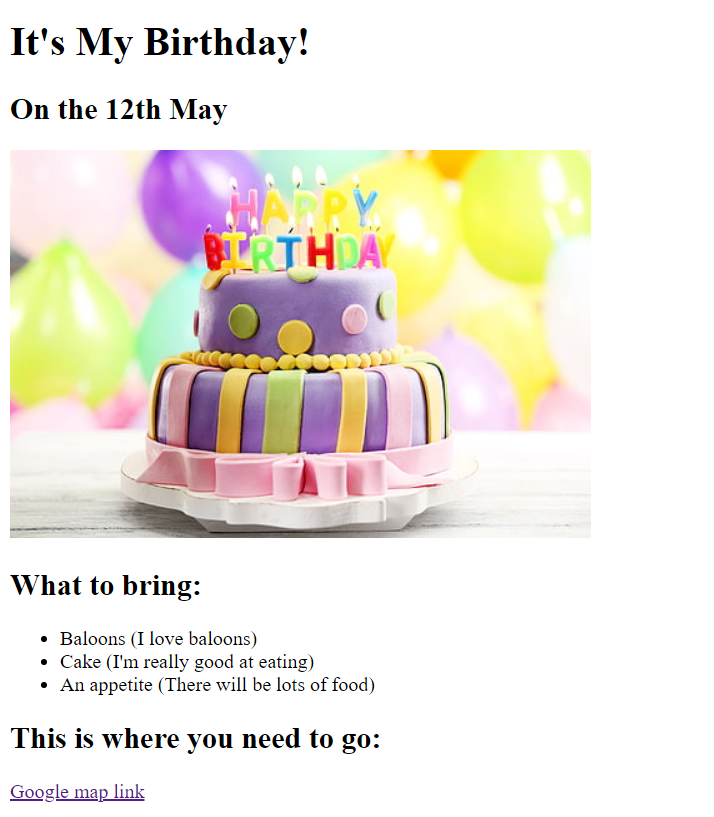 It's My Birthday!
On the 12th May
HAPPY
BIRTHDAY
What to bring:
Baloons (I love baloons)
Cake (I'm really good at eating)
An appetite (There will be lots of food)
This is where you need to go:
Google map link